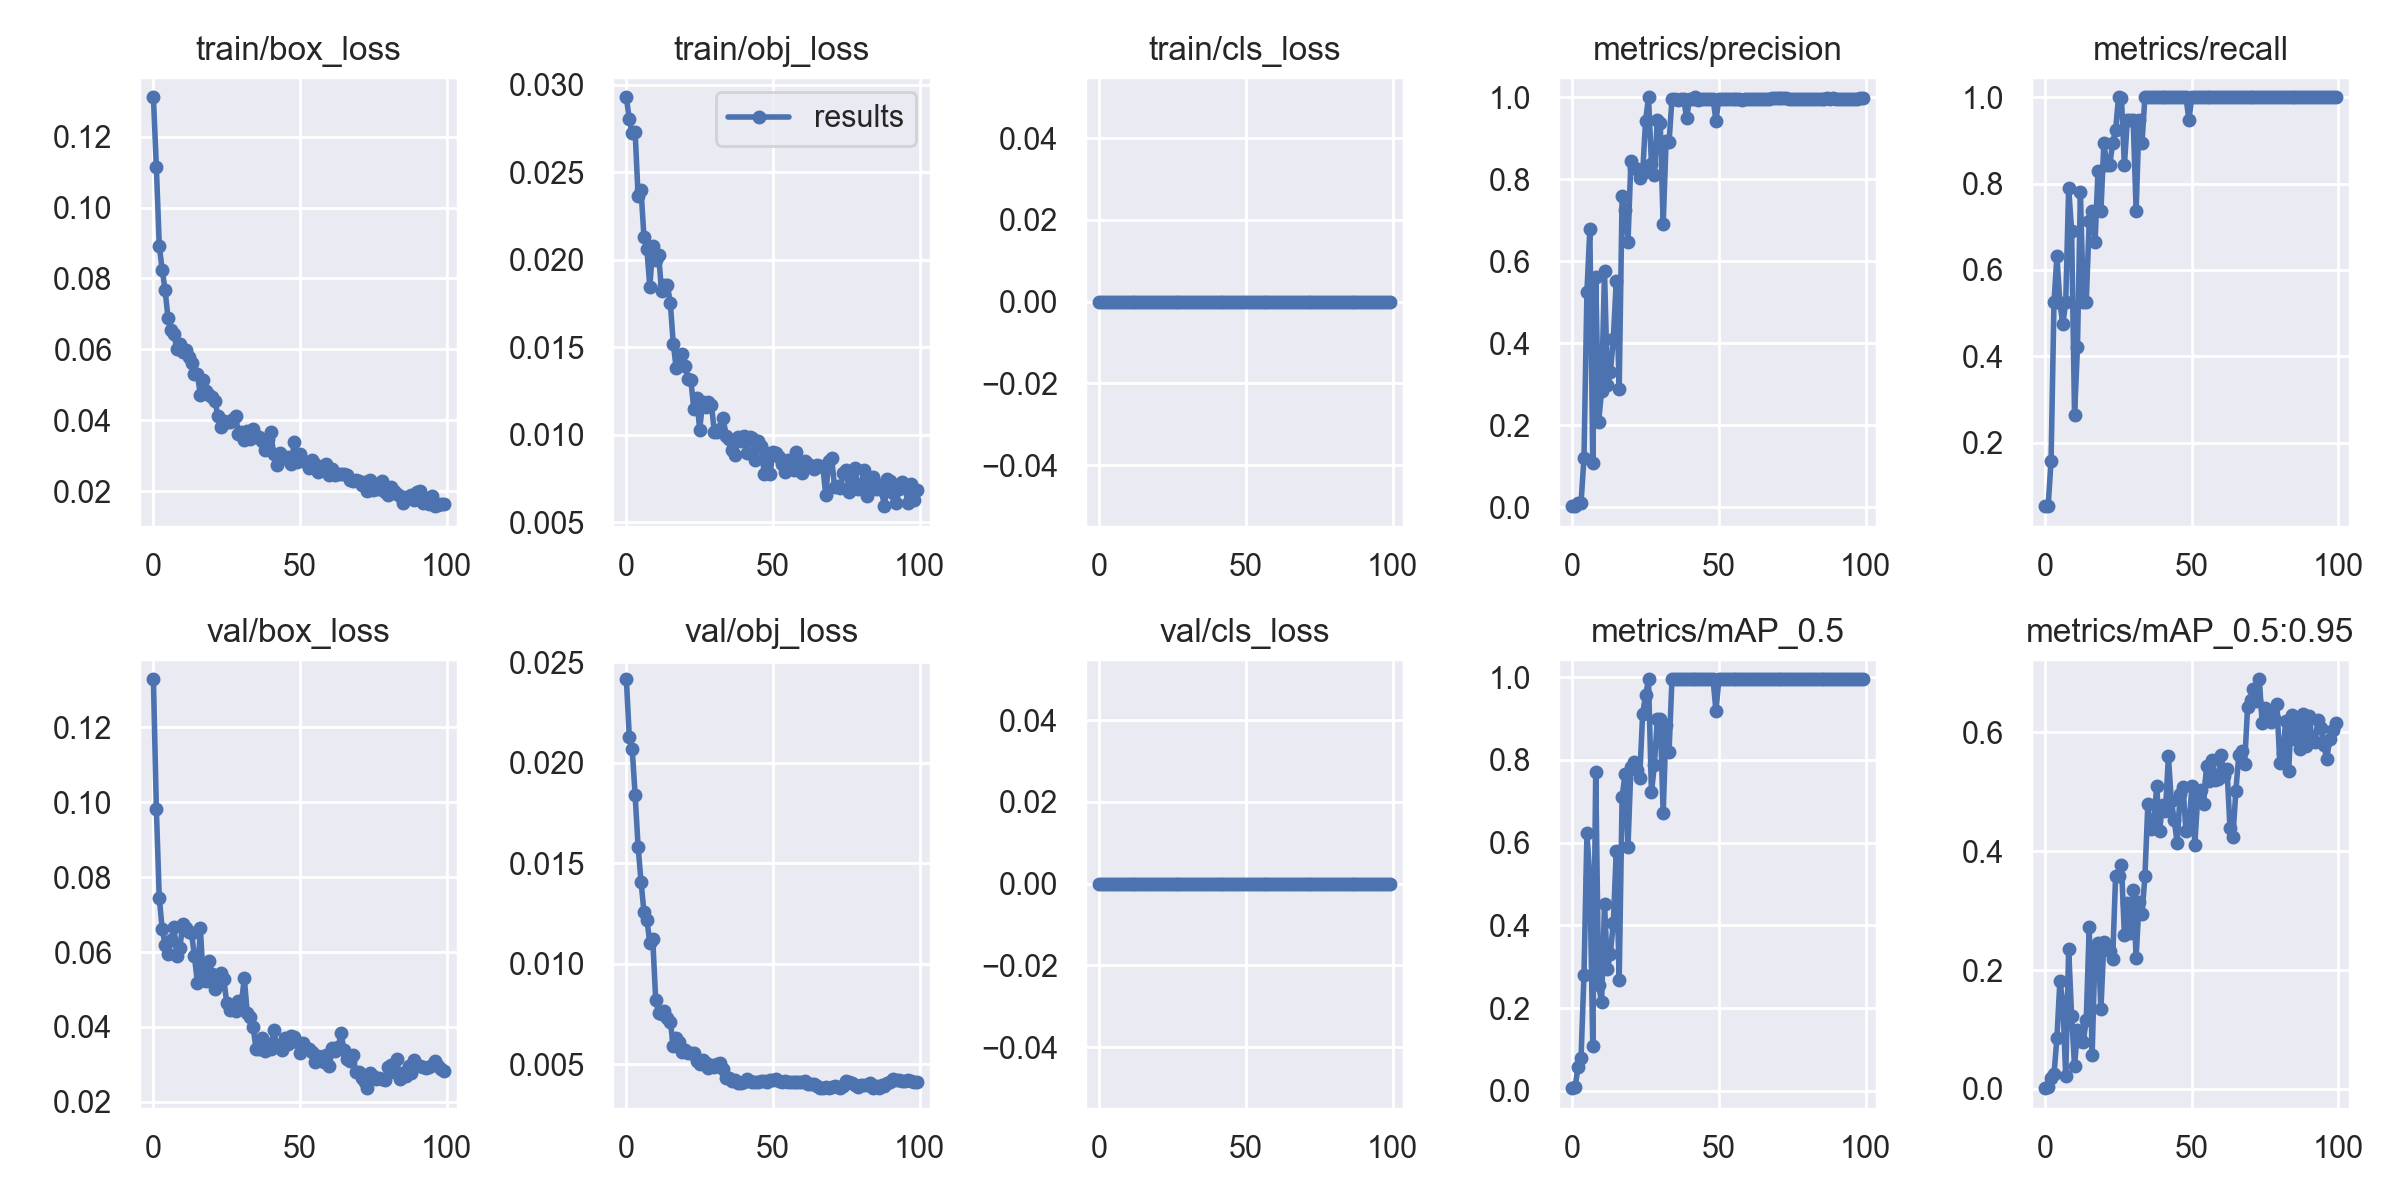 train/box_loss
0.12
0.10
0.08
0.06
0.04
0.02
0 50 100
train/obj_loss
results
0.030
0.025
0.020
0.015
0.010
0.005
0 50 100
train/cls_loss
0.04
0.02
0.00
−0.02
−0.04
0 50 100
metrics/precision
1.0
0.8
0.6
0.4
0.2
0.0
0 50 100
metrics/recall
1.0
0.8
0.6
0.4
0.2
0 50 100
val/box_loss
0.12
0.10
0.08
0.06
0.04
0.02
0 50 100
val/obj_loss
0.025
0.020
0.015
0.010
0.005
0 50 100
val/cls_loss
0.04
0.02
0.00
−0.02
−0.04
0 50 100
metrics/mAP_0.5
1.0
0.8
0.6
0.4
0.2
0.0
0 50 100
metrics/mAP_0.5:0.95
0.6
0.4
0.2
0.0
0 50 100